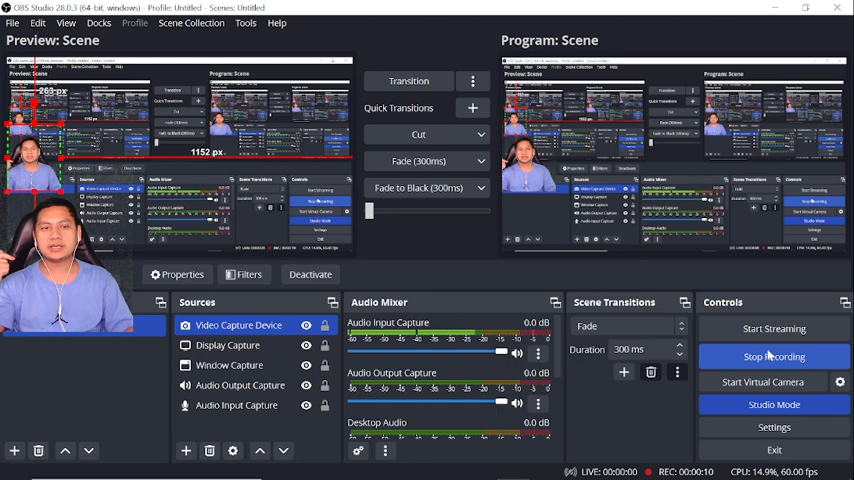 OBS Studio 28.0.3 (64-bit, windows) - Profile: Untitled - Scenes: Untitled
File Edit View Docks Profile Scene Collection Tools Help
Preview: Scene
Program: Scene
263 px
1152 px
Transition
Quick Transitions
Cut
Fade (300ms)
Fade to Black (300ms)
Properties Filters Deactivate
Sources
Video Capture Device
Display Capture
Window Capture
Audio Output Capture
Audio Input Capture
Audio Mixer
Audio Input Capture 0.0 dB
-60 -55 -50 -45 -40 -35 -30 -25 -20 -15 -10 -5 0
Audio Output Capture 0.0 dB
-60 -55 -50 -45 -40 -35 -30 -25 -20 -15 -10 -5 0
Desktop Audio 0.0 dB
Scene Transitions
Fade
Duration 300 ms
Controls
Start Streaming
Stop Recording
Start Virtual Camera
Studio Mode
Settings
Exit
LIVE: 00:00:00 REC: 00:00:10 CPU: 14.9%, 60.00 fps